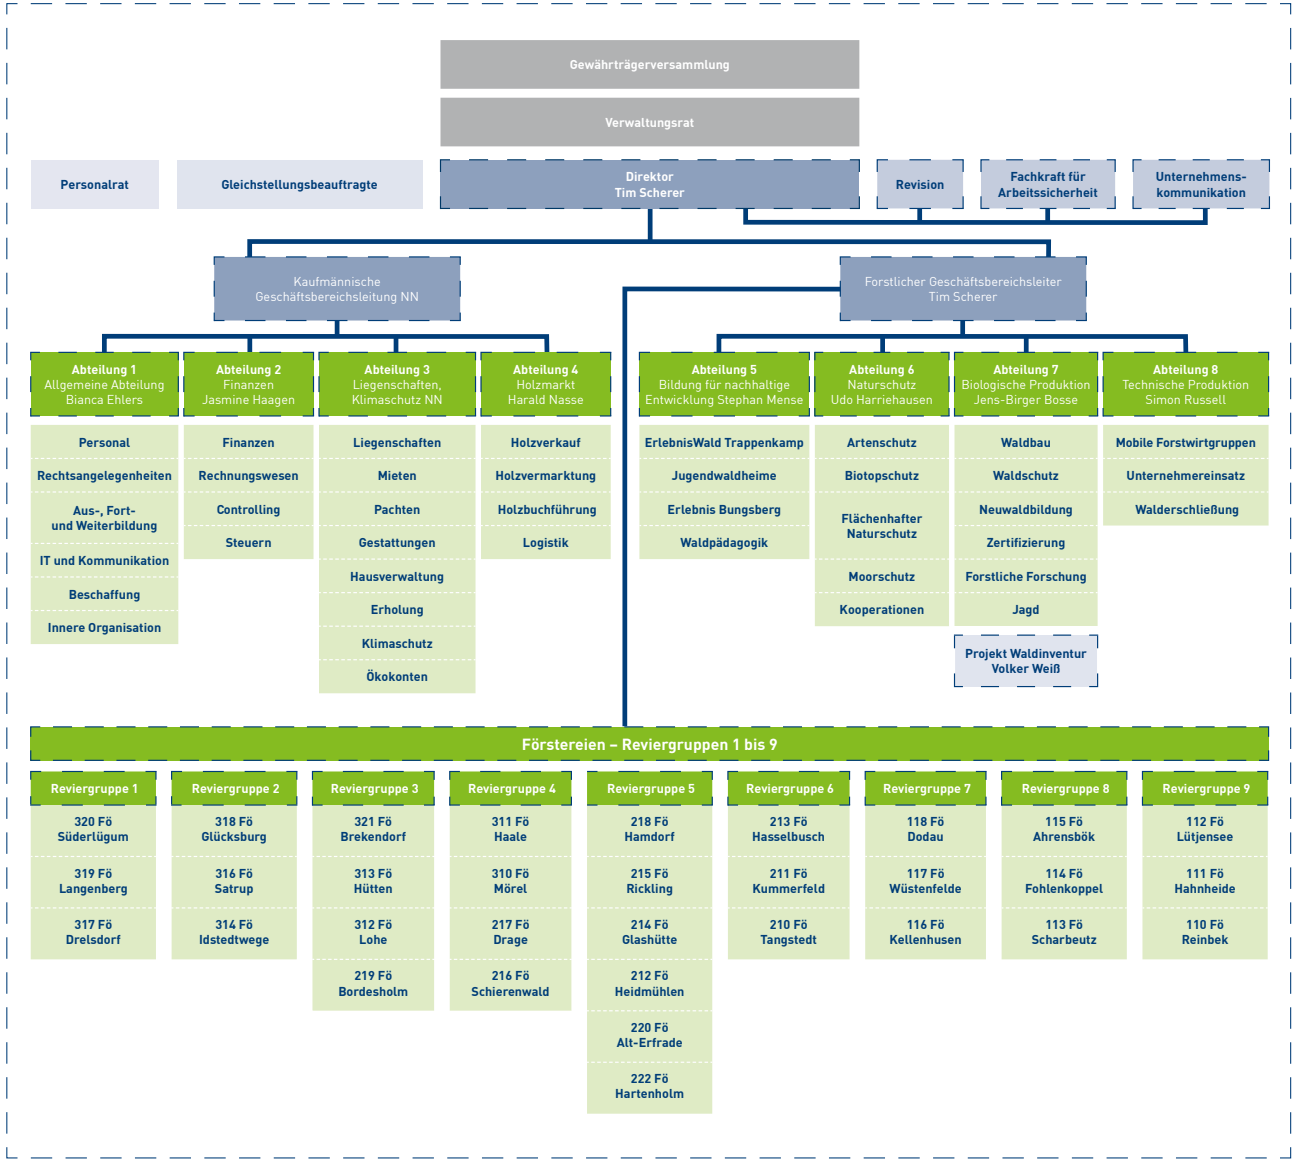 Gewährträgerversammlung
Verwaltungsrat
Personalrat
Gleichstellungsbeauftragte
Direktor
Tim Scherer
Revision
Fachkraft für
Arbeitssicherheit
Unternehmens-
kommunikation
Kaufmännische
Geschäftsbereichsleitung NN
Forstlicher Geschäftsbereichsleiter
Tim Scherer
Abteilung 1
Allgemeine Abteilung
Bianca Ehlers
Personal
Rechtsangelegenheiten
Aus-, Fort-
und Weiterbildung
IT und Kommunikation
Beschaffung
Innere Organisation
Abteilung 2
Finanzen
Jasmine Haagen
Finanzen
Rechnungswesen
Controlling
Steuern
Abteilung 3
Liegenschaften,
Klimaschutz NN
Liegenschaften
Mieten
Pachten
Gestattungen
Hausverwaltung
Erholung
Klimaschutz
Ökokonten
Abteilung 4
Holzmarkt
Harald Nasse
Holzverkauf
Holzvermarktung
Holzbuchführung
Logistik
Abteilung 5
Bildung für nachhaltige
Entwicklung Stephan Mense
ErlebnisWald Trappenkamp
Jugendwaldheime
Erlebnis Bungsberg
Waldpädagogik
Abteilung 6
Naturschutz
Udo Harriehausen
Artenschutz
Biotopschutz
Flächenhafter
Naturschutz
Moorschutz
Kooperationen
Abteilung 7
Biologische Produktion
Jens-Birger Bosse
Waldbau
Waldschutz
Neuwaldbildung
Zertifizierung
Forstliche Forschung
Jagd
Projekt Waldinventur
Volker Weiß
Abteilung 8
Technische Produktion
Simon Russell
Mobile Forstwirtgruppen
Unternehmereinsatz
Walderschließung
Förstereien – Reviergruppen 1 bis 9
Reviergruppe 1
320 Fö
Süderlügum
319 Fö
Langenberg
317 Fö
Drelsdorf
Reviergruppe 2
318 Fö
Glücksburg
316 Fö
Satrup
314 Fö
Idstedtwege
Reviergruppe 3
321 Fö
Brekendorf
313 Fö
Hütten
312 Fö
Lohe
219 Fö
Bordesholm
Reviergruppe 4
311 Fö
Haale
310 Fö
Mörel
217 Fö
Drage
216 Fö
Schierenwald
Reviergruppe 5
218 Fö
Hamdorf
215 Fö
Rickling
214 Fö
Glashütte
212 Fö
Heidmühlen
220 Fö
Alt-Erfrade
222 Fö
Hartenholm
Reviergruppe 6
213 Fö
Hasselbusch
211 Fö
Kummerfeld
210 Fö
Tangstedt
Reviergruppe 7
118 Fö
Dodau
117 Fö
Wüstenfelde
116 Fö
Kellenhusen
Reviergruppe 8
115 Fö
Ahrensbök
114 Fö
Fohlenkoppel
113 Fö
Scharbeutz
Reviergruppe 9
112 Fö
Lütjensee
111 Fö
Hahnheide
110 Fö
Reinbek